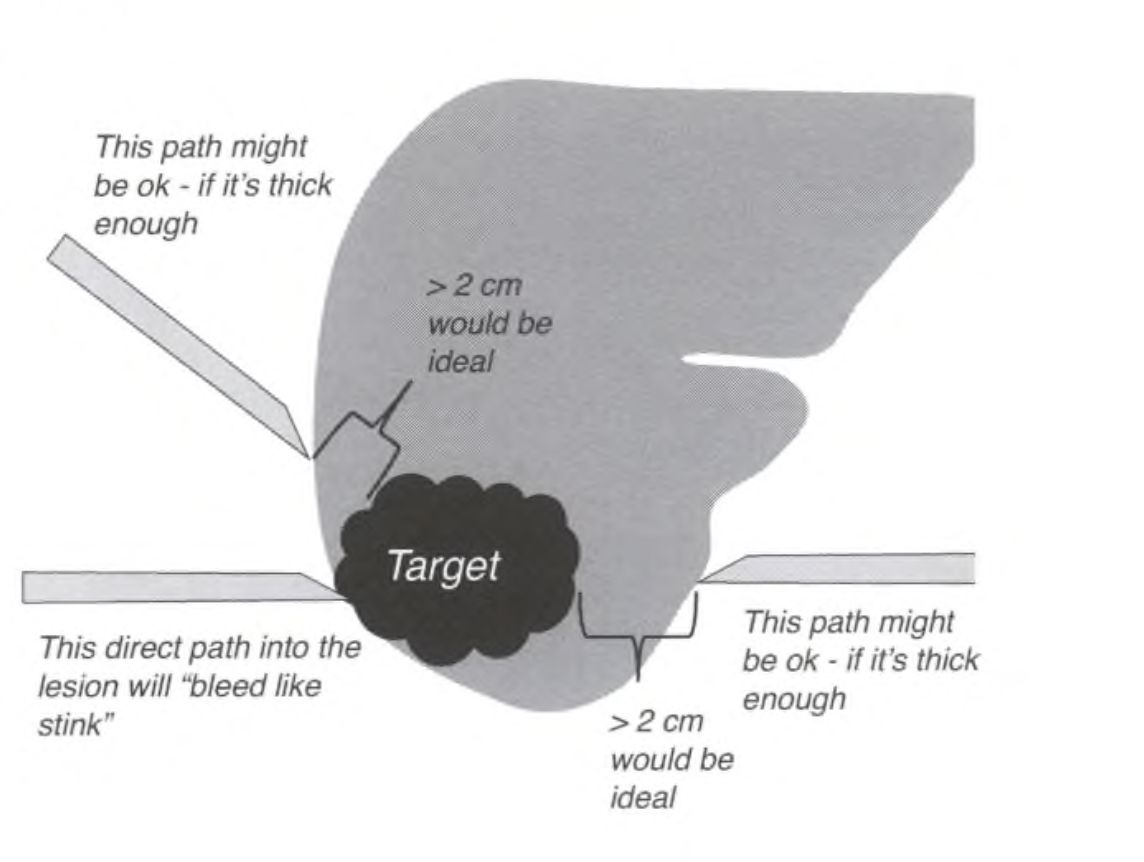 This path might
be ok - if it's thick
enough
> 2 cm
would be
ideal
Target
This direct path into the
lesion will “bleed like
stink”
This path might
be ok - if it's thick
enough
> 2 cm
would be
ideal